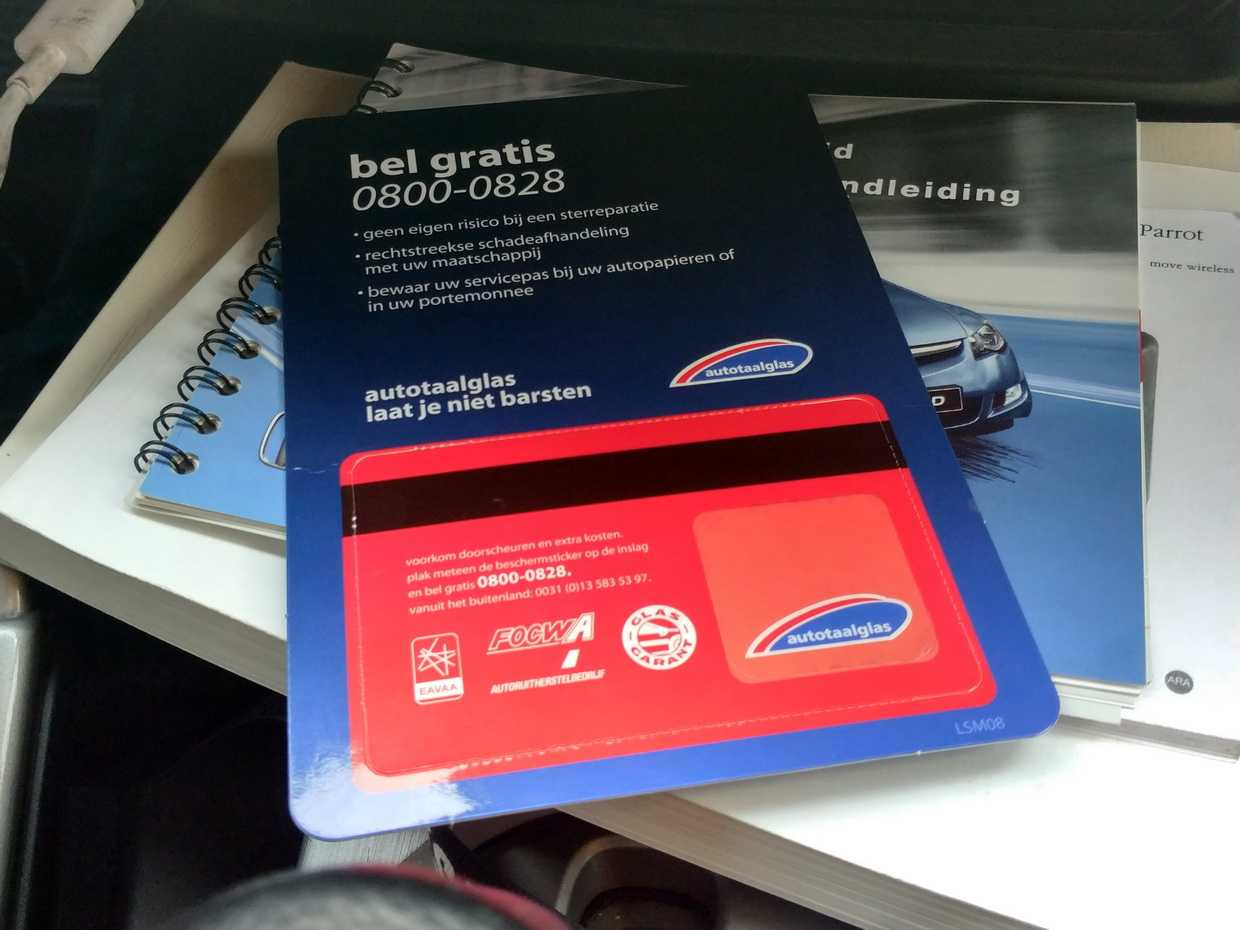 bel gratis
0800-0828
• geen eigen risico bij een sterreparatie
• rechtstreekse schadeafhandeling
met uw maatschappij
• bewaar uw servicepas bij uw autopapieren of
in uw portemonnee
autotaalglas
autotaalglas
laat je niet barsten
voorkom doorscheuren en extra kosten.
plak meteen de beschermsticker op de inslag
en bel gratis 0800-0828.
vanuit het buitenland: 0031 (0)13 583 53 97.
EAVAA
FOCWA
AUTORUITHERSTELBEDRIJF
GLAS
GARANT
autotaalglas
LSM08
id
ndleiding
D
Parrot
move wireless
ARA